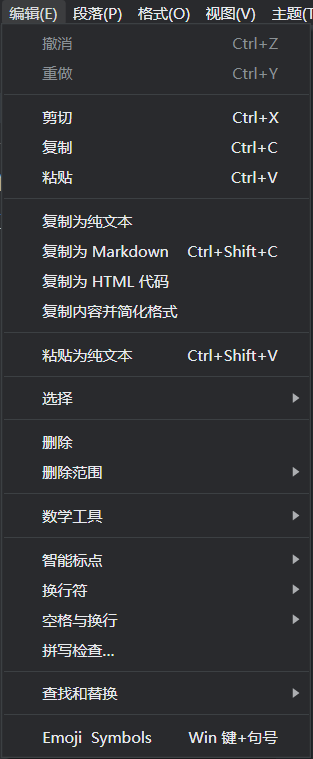 编辑(E) 段落(P) 格式(O) 视图(V) 主题(T
撤消 Ctrl+Z
重做 Ctrl+Y
剪切 Ctrl+X
复制 Ctrl+C
粘贴 Ctrl+V
复制为纯文本
复制为 Markdown Ctrl+Shift+C
复制为 HTML 代码
复制内容并简化格式
粘贴为纯文本 Ctrl+Shift+V
选择
删除
删除范围
数学工具
智能标点
换行符
空格与换行
拼写检查...
查找和替换
Emoji Symbols Win 键+句号